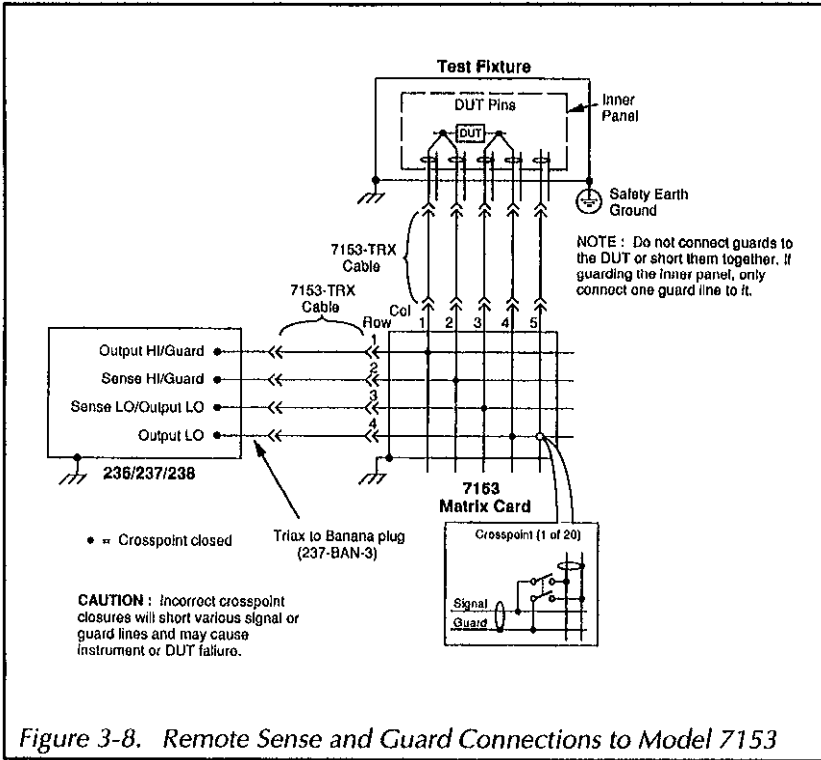 Test Fixture
DUT Pins
DUT
Inner
Panel
Safety Earth
Ground
NOTE : Do not connect guards to
the DUT or short them together. If
guarding the inner panel, only
connect one guard line to it.
7153-TRX
Cable
7153-TRX
Cable
Row
Col
1 2 3 4 5
Output HI/Guard
1
Sense HI/Guard
2
Sense LO/Output LO
3
Output LO
4
236/237/238
7153
Matrix Card
• = Crosspoint closed
Triax to Banana plug
(237-BAN-3)
Crosspoint (1 of 20)
Signal
Guard
CAUTION : Incorrect crosspoint
closures will short various signal or
guard lines and may cause
instrument or DUT failure.
Figure 3-8. Remote Sense and Guard Connections to Model 7153